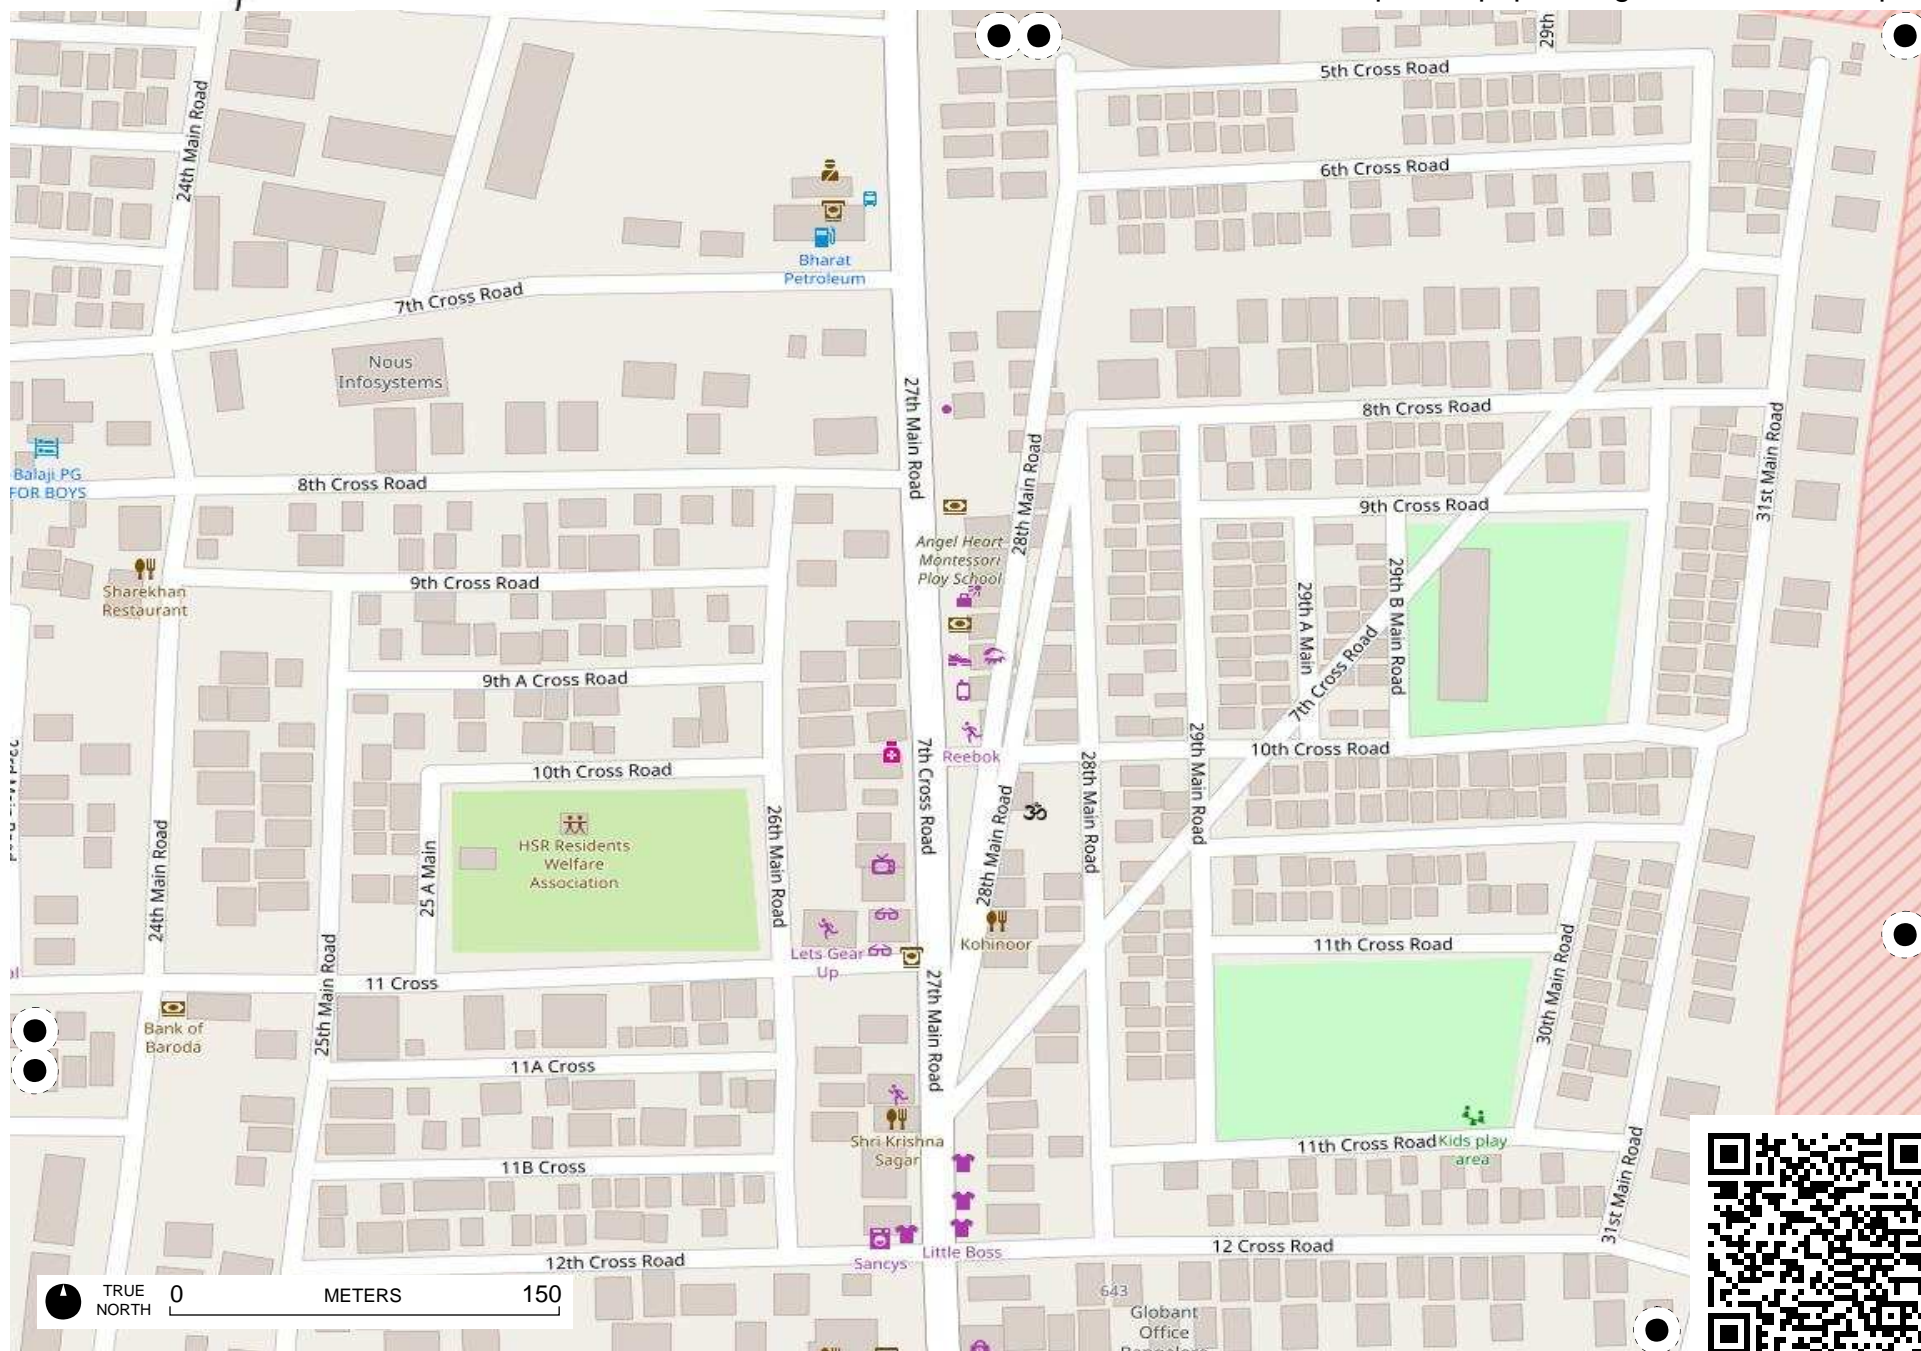 29th
5th Cross Road
24th Main Road
6th Cross Road
Bharat
Petroleum
7th Cross Road
Nous
Infosystems
27th Main Road
8th Cross Road
31st Main Road
28th Main Road
Balaji PG
FOR BOYS
8th Cross Road
9th Cross Road
Angel Heart
Montessori
Play School
29th B Main Road
9th Cross Road
Sharekhan
Restaurant
29th A Main
7th Cross Road
9th A Cross Road
29th Main Road
7th Cross Road
Reebok
10th Cross Road
28th Main Road
10th Cross Road
28th Main Road
26th Main Road
24th Main Road
25 A Main
HSR Residents
Welfare
Association
Kohinoor
11th Cross Road
30th Main Road
Lets Gear
Up
25th Main Road
11 Cross
27th Main Road
Bank of
Baroda
11A Cross
Shri Krishna
Sagar
11th Cross Road
Kids play
area
31st Main Road
11B Cross
Little Boss
12 Cross Road
12th Cross Road
Sancys
643
Globant
Office
TRUE
NORTH
0 METERS 150